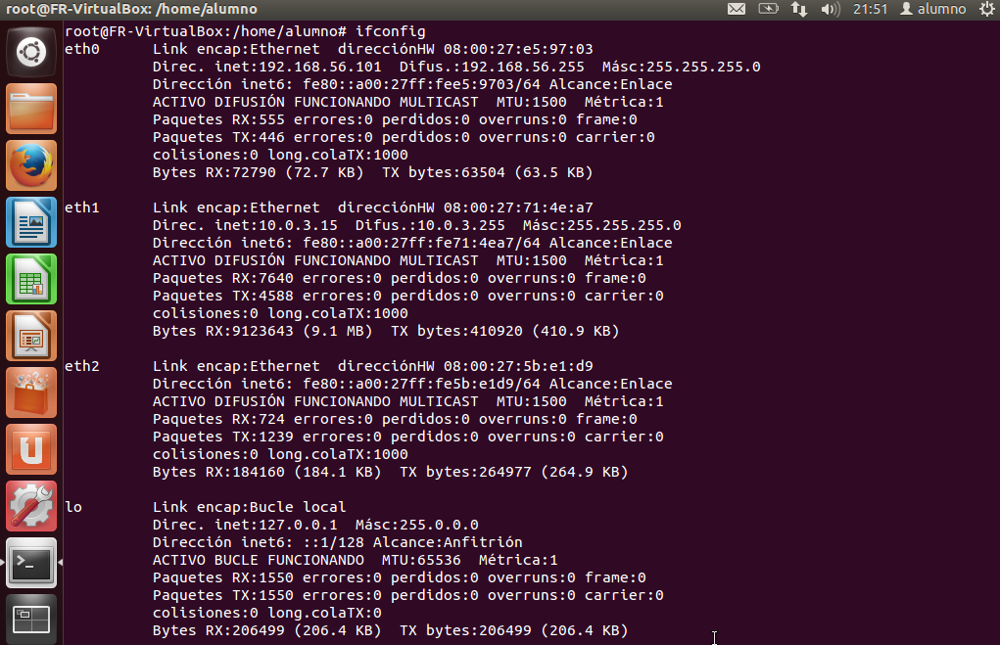 root@FR-VirtualBox: /home/alumno 21:51 alumno
root@FR-VirtualBox:/home/alumno# ifconfig
eth0 Link encap:Ethernet direcciónHW 08:00:27:e5:97:03
Direc. inet:192.168.56.101 Difus.:192.168.56.255 Másc:255.255.255.0
Dirección inet6: fe80::a00:27ff:fee5:9703/64 Alcance:Enlace
ACTIVO DIFUSIÓN FUNCIONANDO MULTICAST MTU:1500 Métrica:1
Paquetes RX:555 errores:0 perdidos:0 overruns:0 frame:0
Paquetes TX:446 errores:0 perdidos:0 overruns:0 carrier:0
colisiones:0 long.colaTX:1000
Bytes RX:72790 (72.7 KB) TX bytes:63504 (63.5 KB)
eth1 Link encap:Ethernet direcciónHW 08:00:27:71:4e:a7
Direc. inet:10.0.3.15 Difus.:10.0.3.255 Másc:255.255.255.0
Dirección inet6: fe80::a00:27ff:fe71:4ea7/64 Alcance:Enlace
ACTIVO DIFUSIÓN FUNCIONANDO MULTICAST MTU:1500 Métrica:1
Paquetes RX:7640 errores:0 perdidos:0 overruns:0 frame:0
Paquetes TX:4588 errores:0 perdidos:0 overruns:0 carrier:0
colisiones:0 long.colaTX:1000
Bytes RX:9123643 (9.1 MB) TX bytes:410920 (410.9 KB)
eth2 Link encap:Ethernet direcciónHW 08:00:27:5b:e1:d9
Dirección inet6: fe80::a00:27ff:fe5b:e1d9/64 Alcance:Enlace
ACTIVO DIFUSIÓN FUNCIONANDO MULTICAST MTU:1500 Métrica:1
Paquetes RX:724 errores:0 perdidos:0 overruns:0 frame:0
Paquetes TX:1239 errores:0 perdidos:0 overruns:0 carrier:0
colisiones:0 long.colaTX:1000
Bytes RX:184160 (184.1 KB) TX bytes:264977 (264.9 KB)
lo Link encap:Bucle local
Direc. inet:127.0.0.1 Másc:255.0.0.0
Dirección inet6: ::1/128 Alcance:Anfitrión
ACTIVO BUCLE FUNCIONANDO MTU:65536 Métrica:1
Paquetes RX:1550 errores:0 perdidos:0 overruns:0 frame:0
Paquetes TX:1550 errores:0 perdidos:0 overruns:0 carrier:0
colisiones:0 long.colaTX:0
Bytes RX:206499 (206.4 KB) TX bytes:206499 (206.4 KB)